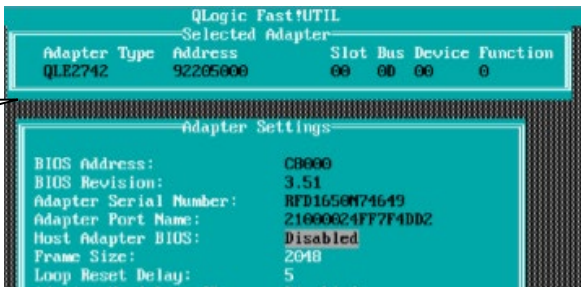 QLogic Fast!UTIL
Selected Adapter
Adapter Type Address Slot Bus Device Function
QLE2742 92205000 00 0D 00 0
Adapter Settings
BIOS Address: C8000
BIOS Revision: 3.51
Adapter Serial Number: RFD1650N74649
Adapter Port Name: 21000024FF7F4DD2
Host Adapter BIOS: Disabled
Frame Size: 2048
Loop Reset Delay: 5